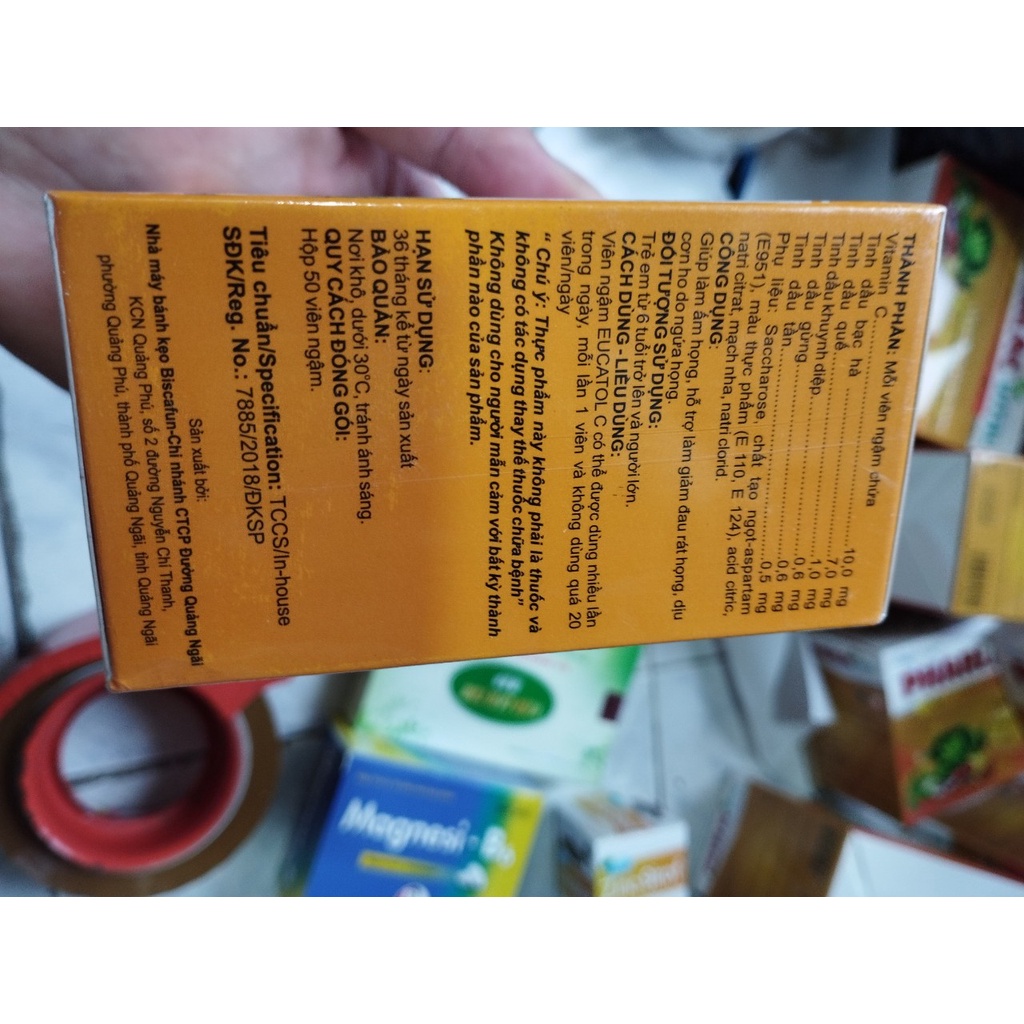 THÀNH PHẦN: Mỗi viên ngậm chứa
Vitamin C.....................................10,0 mg
Tinh dầu bạc hà ..........................7,0 mg
Tinh dầu quế................................1,0 mg
Tinh dầu khuynh diệp..................0,6 mg
Tinh dầu gừng..............................0,6 mg
Tinh dầu tần..................................0,5 mg
Phụ liệu: Saccharose, chất tạo ngọt-aspartam
(E951), màu thực phẩm (E 110, E 124), acid citric,
natri citrat, mạch nha, natri clorid.
CÔNG DỤNG:
Giúp làm ấm họng, hỗ trợ làm giảm đau rát họng, dịu
cơn ho do ngứa họng.
ĐỐI TƯỢNG SỬ DỤNG:
Trẻ em từ 6 tuổi trở lên và người lớn.
CÁCH DÙNG - LIỀU DÙNG:
Viên ngậm EUCATOL C có thể được dùng nhiều lần
trong ngày, mỗi lần 1 viên và không dùng quá 20
viên/ngày
“ Chú ý: Thực phẩm này không phải là thuốc và
không có tác dụng thay thế thuốc chữa bệnh”
Không dùng cho người mẫn cảm với bất kỳ thành
phần nào của sản phẩm.
HẠN SỬ DỤNG:
36 tháng kể từ ngày sản xuất
BẢO QUẢN:
Nơi khô, dưới 30°C, tránh ánh sáng.
QUY CÁCH ĐÓNG GÓI:
Hộp 50 viên ngậm.
Tiêu chuẩn/Specification: TCCS/In-house
SĐK/Reg. No.: 7885/2018/ĐKSP
Sản xuất bởi:
Nhà máy bánh kẹo Biscafun-Chi nhánh CTCP Đường Quảng Ngãi
KCN Quảng Phú, số 2 đường Nguyễn Chí Thanh,
phường Quảng Phú, thành phố Quảng Ngãi, tỉnh Quảng Ngãi
Magnesi - B6